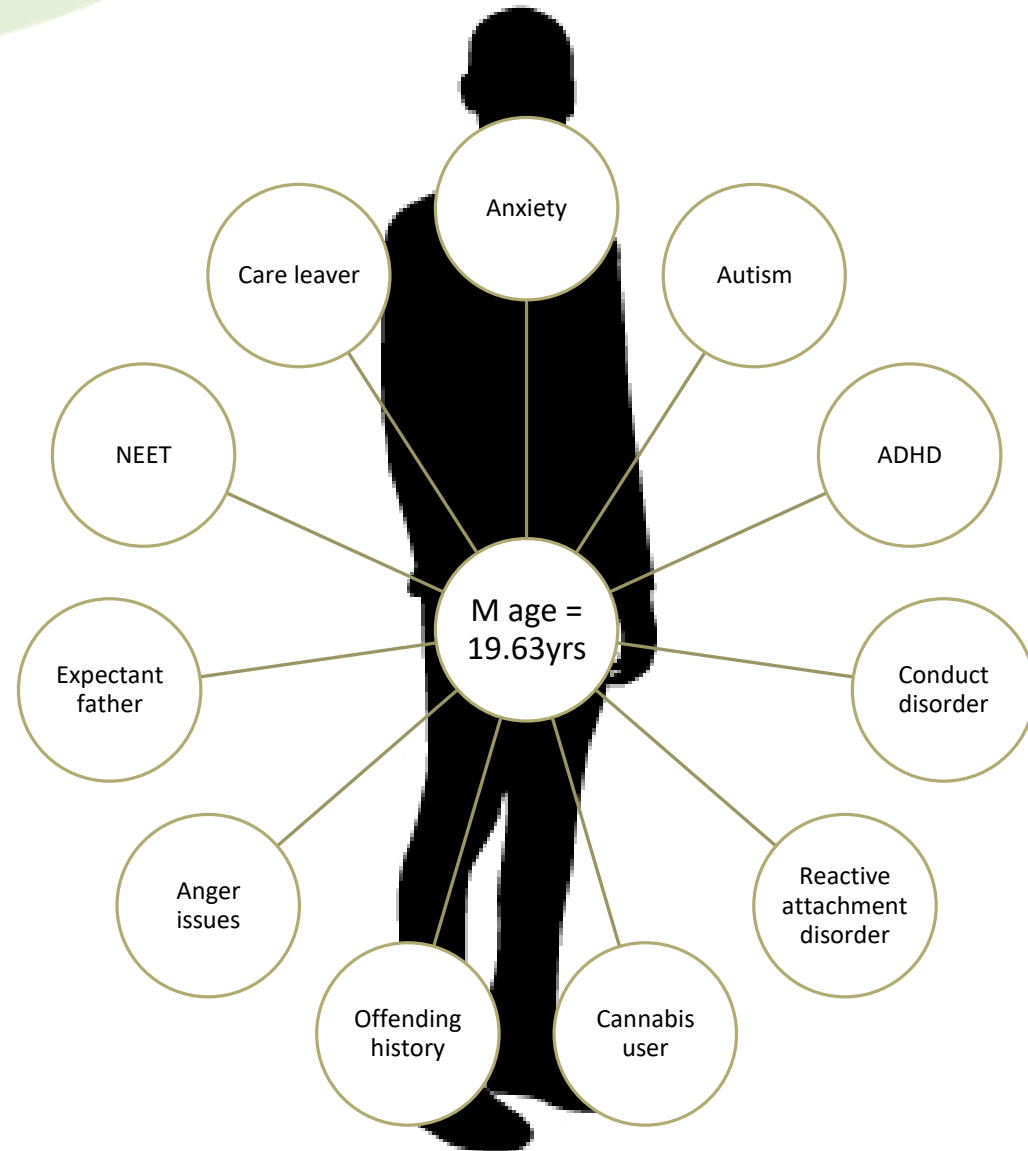 Anxiety
Care leaver
Autism
NEET
ADHD
M age =
19.63yrs
Expectant
father
Conduct
disorder
Anger
issues
Reactive
attachment
disorder
Offending
history
Cannabis
user